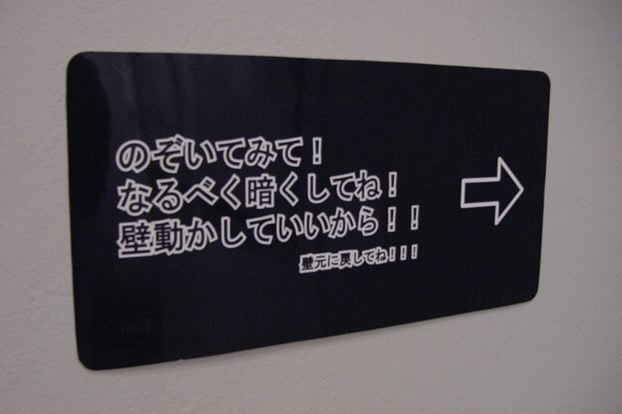 のぞいてみて！
なるべく暗くしてね！
壁動かしていいから！！
壁元に戻してね！！！